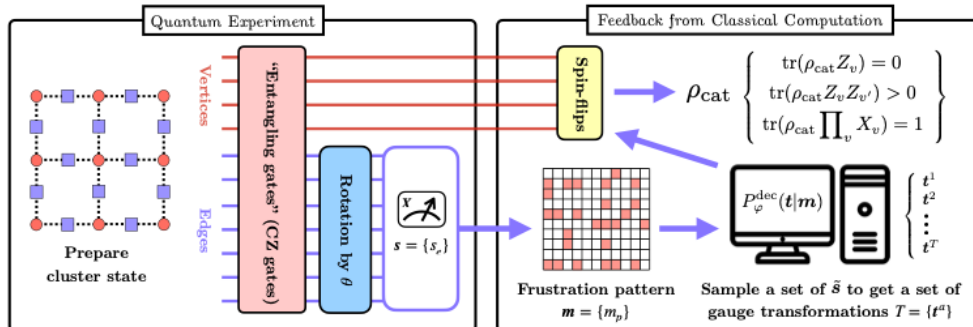 Quantum Experiment
Feedback from Classical Computation
Prepare
cluster state
Vertices
Edges
"Entangling gates" (CZ gates)
Rotation by θ
X
s = {s_e}
Spin-flips
ρ_cat
tr(ρ_cat Z_v) = 0
tr(ρ_cat Z_v Z_v′) > 0
tr(ρ_cat ∏_v X_v) = 1
Frustration pattern
m = {m_p}
P_φ^dec(t|m)
t^1
t^2
⋮
t^T
Sample a set of s̃ to get a set of
gauge transformations T = {t^a}